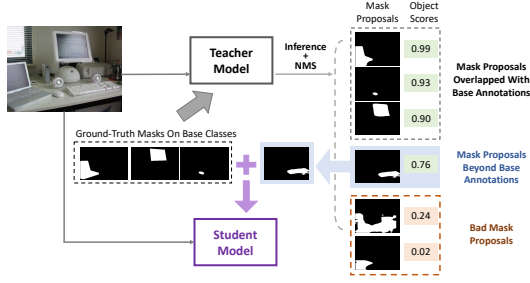 Mask
Proposals
Object
Scores
Teacher
Model
Inference
+
NMS
0.99
0.93
0.90
Mask Proposals
Overlapped With
Base Annotations
Ground-Truth Masks On Base Classes
0.76
Mask Proposals
Beyond Base
Annotations
Student
Model
0.24
0.02
Bad Mask
Proposals